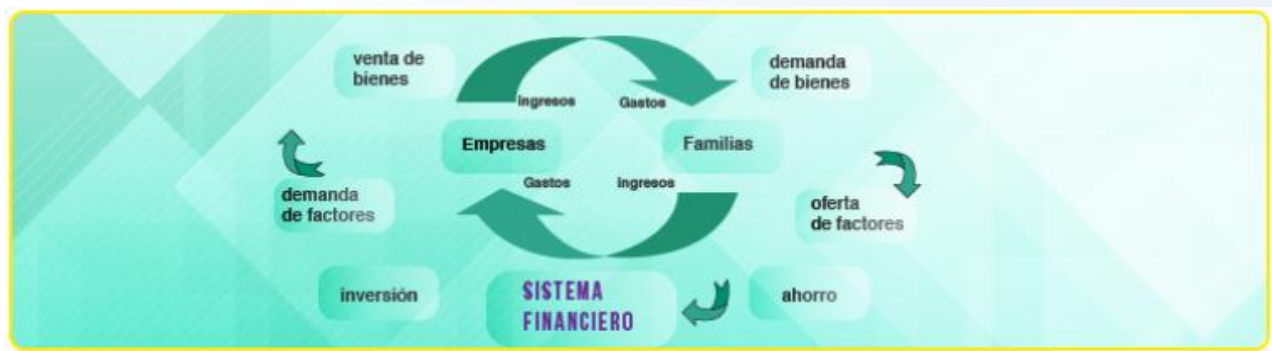 venta de
bienes
demanda
de bienes
Ingresos
Gastos
Empresas
Familias
Gastos
Ingresos
demanda
de factores
oferta
de factores
inversión
SISTEMA
FINANCIERO
ahorro